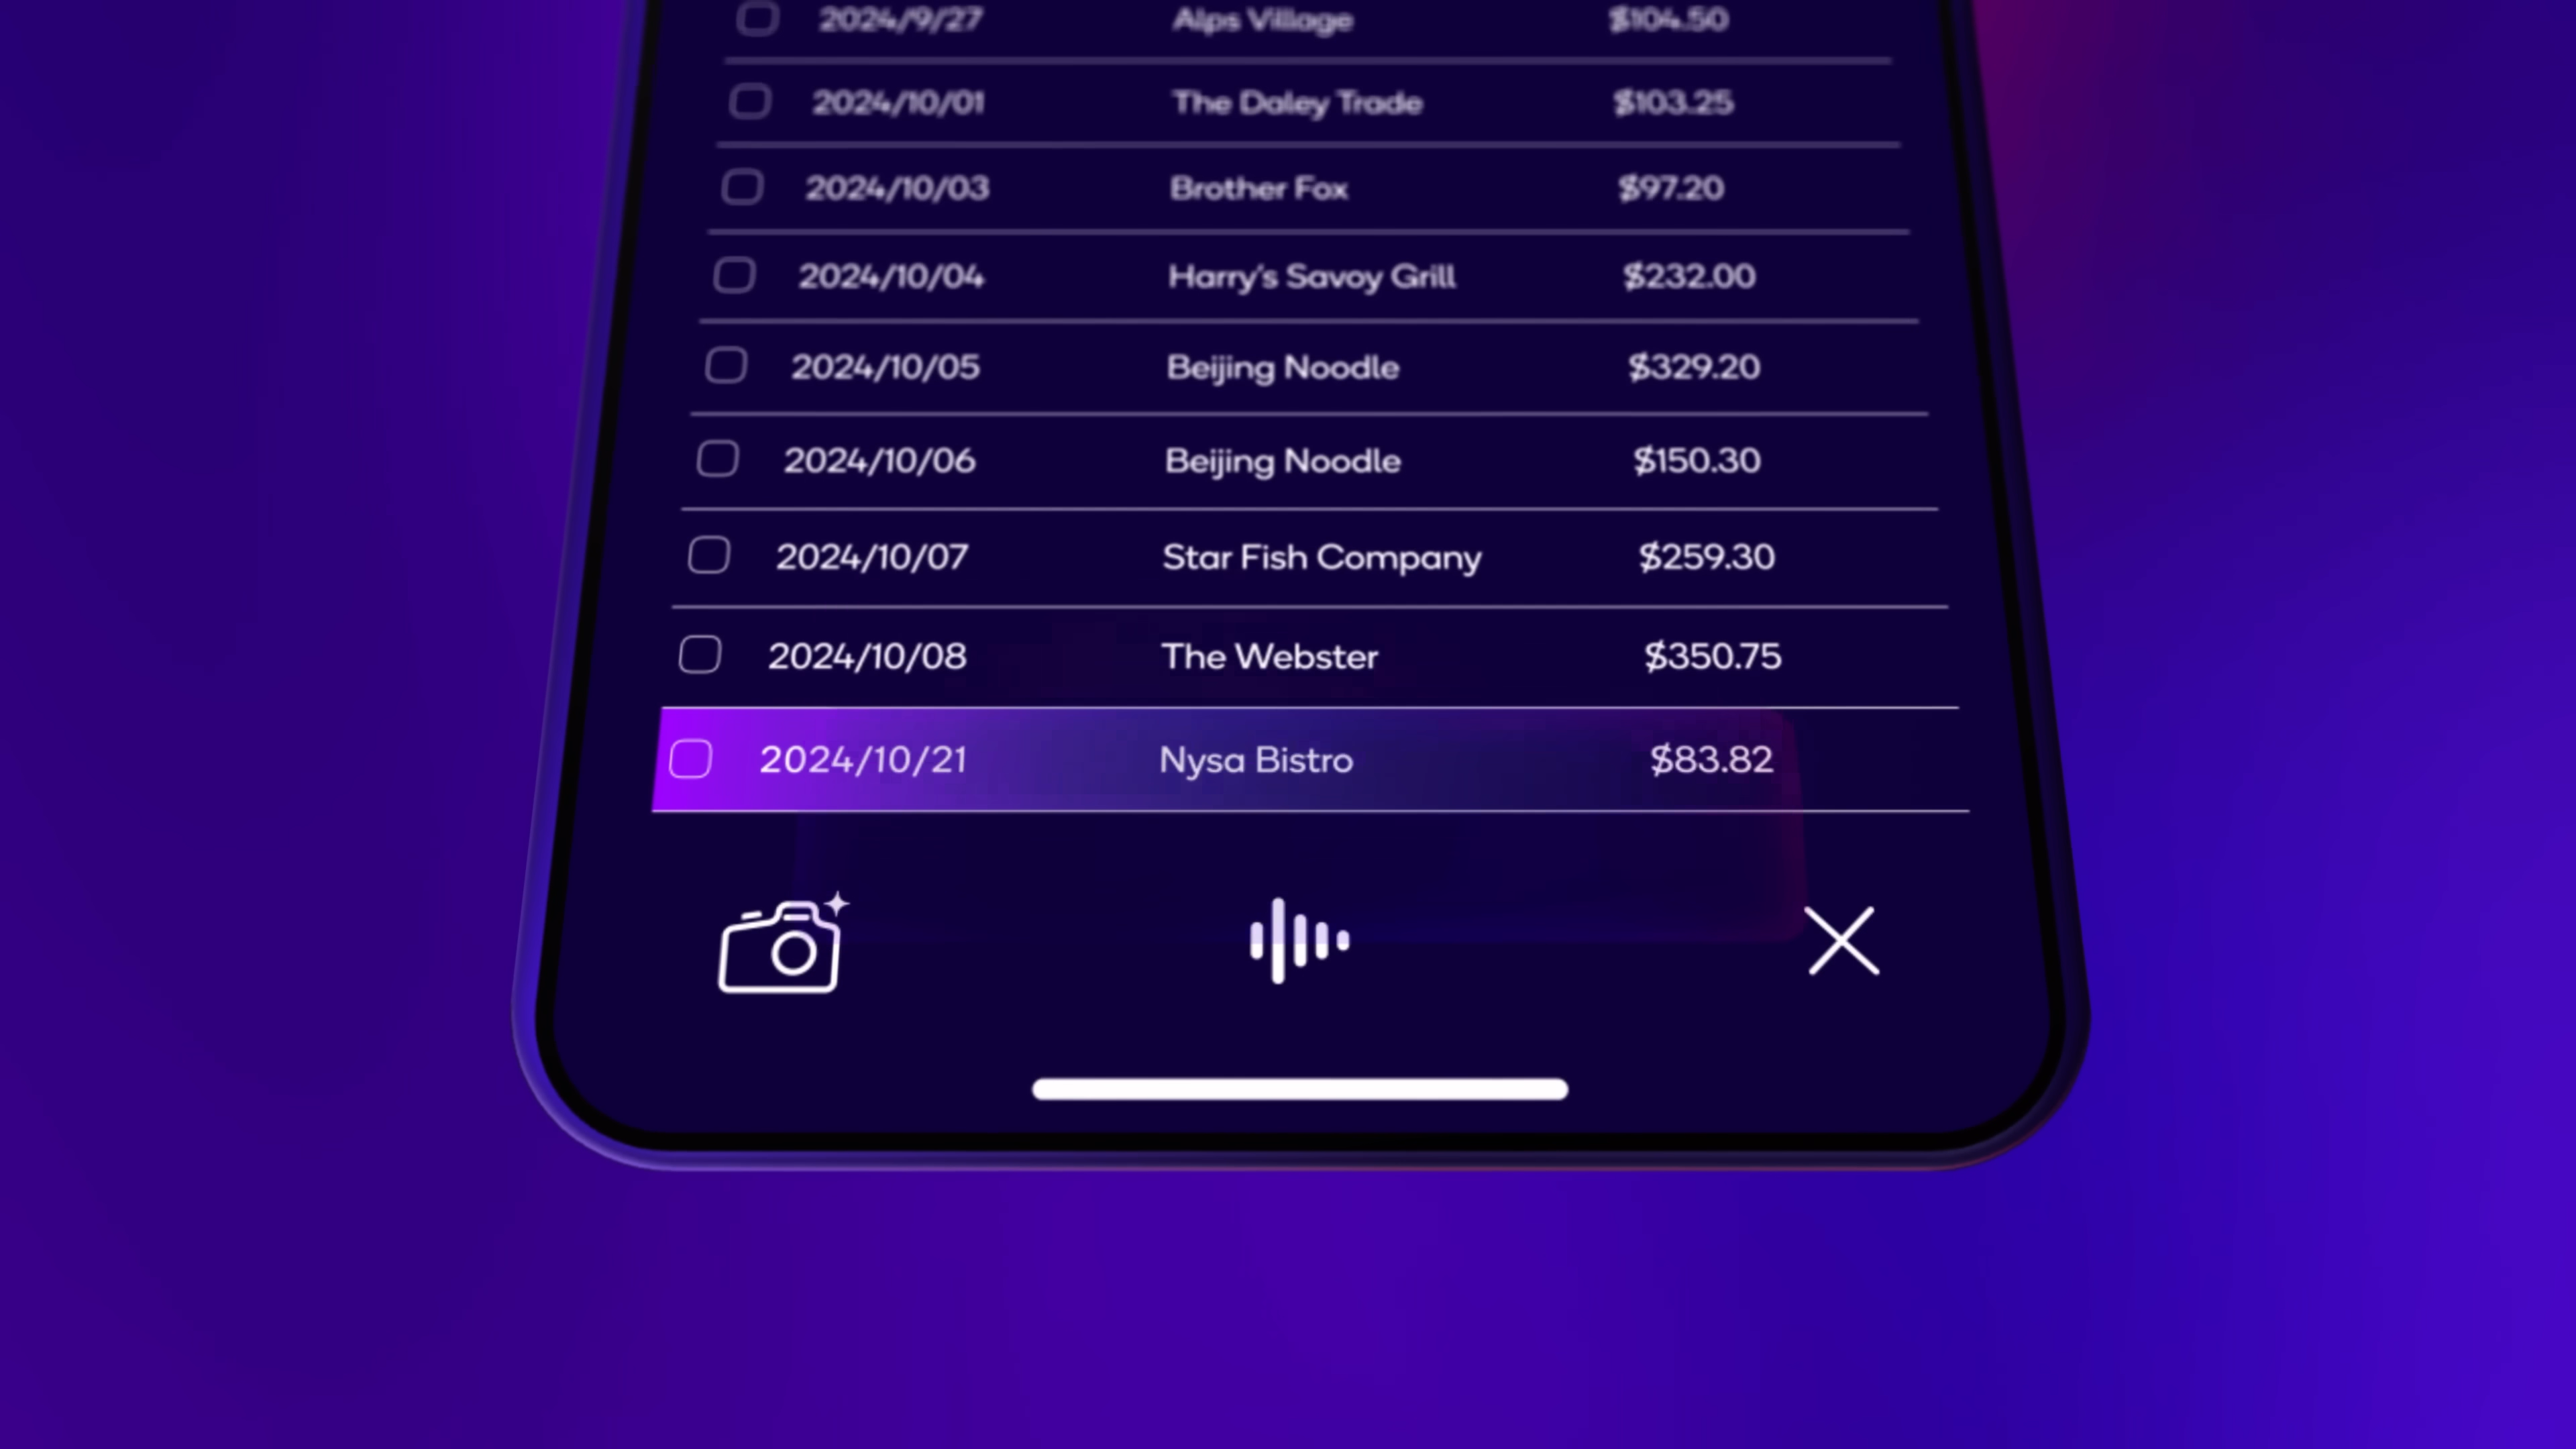 2024/9/27 Alps Village $104.50
2024/10/01 The Daley Trade $103.25
2024/10/03 Brother Fox $97.20
2024/10/04 Harry's Savoy Grill $232.00
2024/10/05 Beijing Noodle $329.20
2024/10/06 Beijing Noodle $150.30
2024/10/07 Star Fish Company $259.30
2024/10/08 The Webster $350.75
2024/10/21 Nysa Bistro $83.82